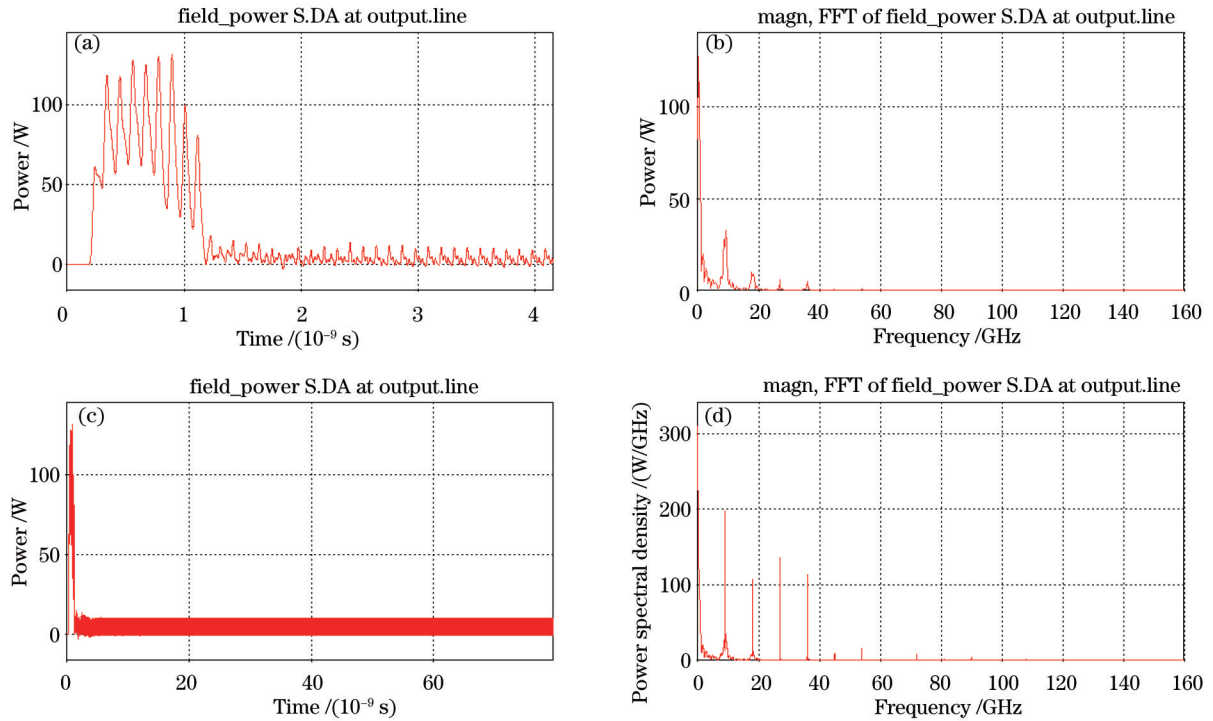 field_power S.DA at output.line
(a)
Power /W
100
50
0
0 1 2 3 4
Time /(10⁻⁹ s)
magn, FFT of field_power S.DA at output.line
(b)
Power /W
100
50
0
0 20 40 60 80 100 120 140 160
Frequency /GHz
field_power S.DA at output.line
(c)
Power /W
100
50
0
0 20 40 60
Time /(10⁻⁹ s)
magn, FFT of field_power S.DA at output.line
(d)
Power spectral density /(W/GHz)
300
200
100
0
0 20 40 60 80 100 120 140 160
Frequency /GHz